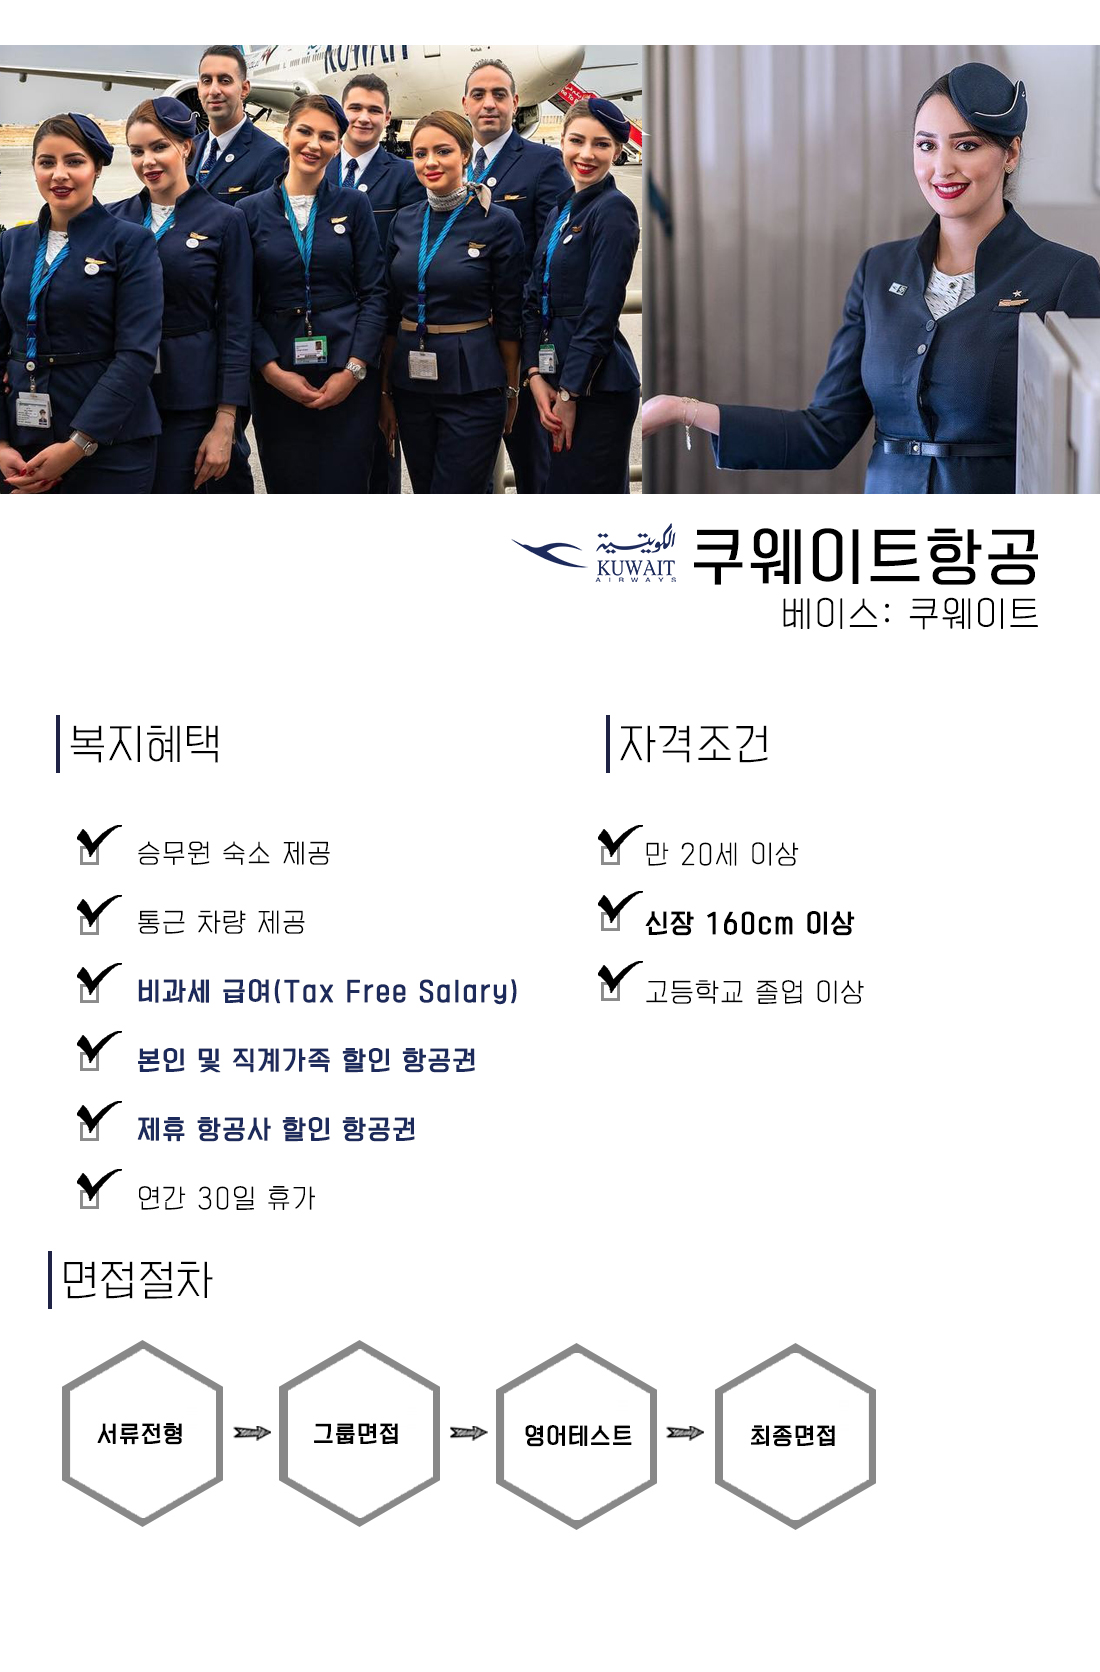 KUWAIT
الكويتية
KUWAIT
AIRWAYS
쿠웨이트항공
베이스: 쿠웨이트
복지혜택
승무원 숙소 제공
통근 차량 제공
비과세 급여(Tax Free Salary)
본인 및 직계가족 할인 항공권
제휴 항공사 할인 항공권
연간 30일 휴가
자격조건
만 20세 이상
신장 160cm 이상
고등학교 졸업 이상
면접절차
서류전형
그룹면접
영어테스트
최종면접